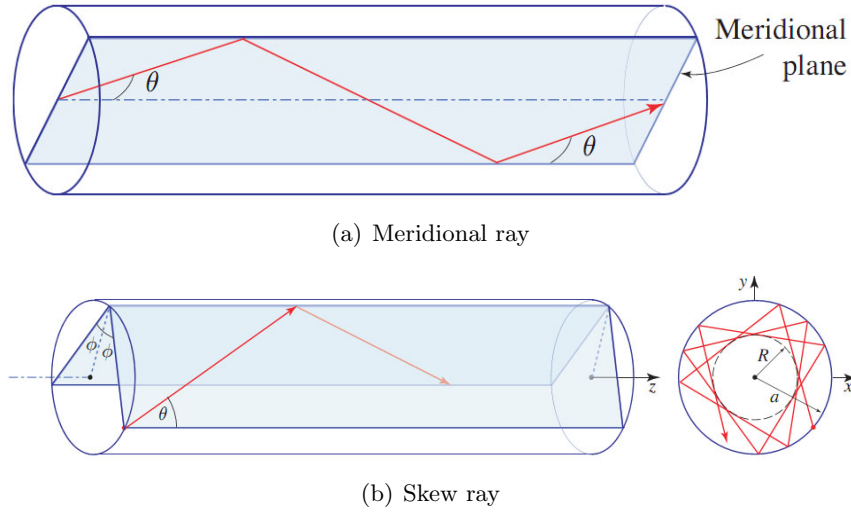 Meridional
plane
θ
θ
(a) Meridional ray
ϕ ϕ
θ
z
y
R
a
x
(b) Skew ray